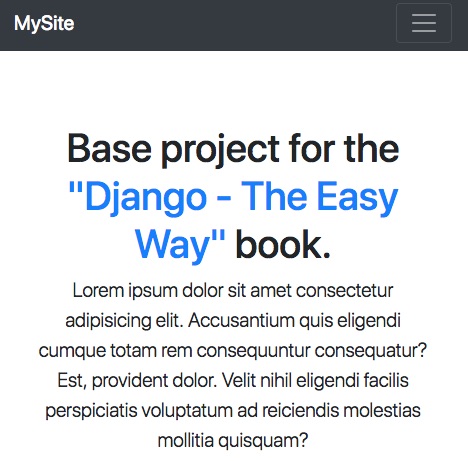 MySite
Base project for the
"Django - The Easy
Way" book.
Lorem ipsum dolor sit amet consectetur
adipisicing elit. Accusantium quis eligendi
cumque totam rem consequuntur consequatur?
Est, provident dolor. Velit nihil eligendi facilis
perspiciatis voluptatum ad reiciendis molestias
mollitia quisquam?